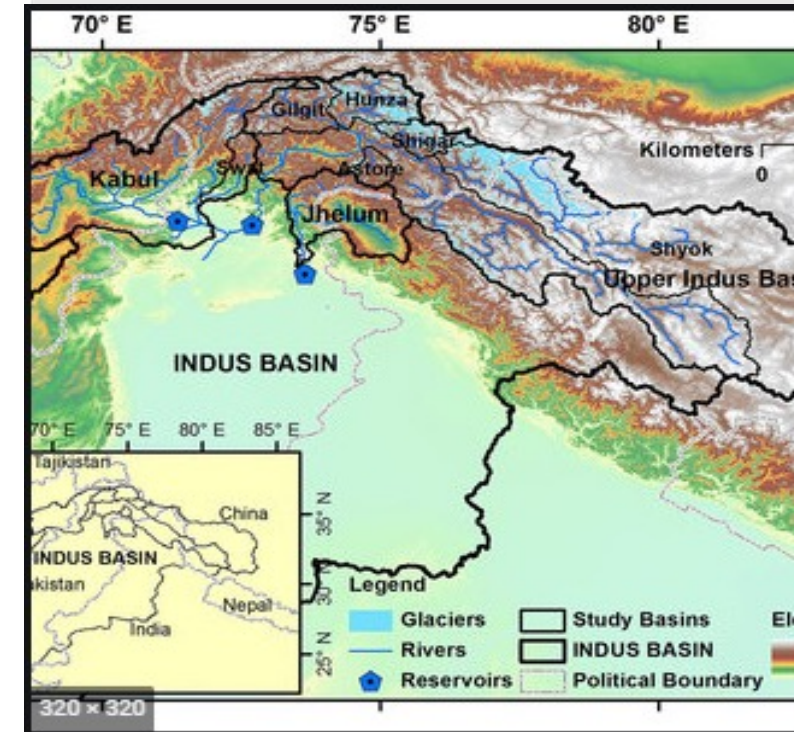 70° E 75° E 80° E
Hunza
Gilgit
Shigar
Kilometers
0
Swat Astore
Kabul
Jhelum
Shyok
Upper Indus Bas
INDUS BASIN
70° E 75° E 80° E 85° E
Tajikistan
China
35° N
INDUS BASIN
akistan
30° N
Nepal
India
25° N
Legend
Glaciers Study Basins Ele
Rivers INDUS BASIN
Reservoirs Political Boundary
320 × 320